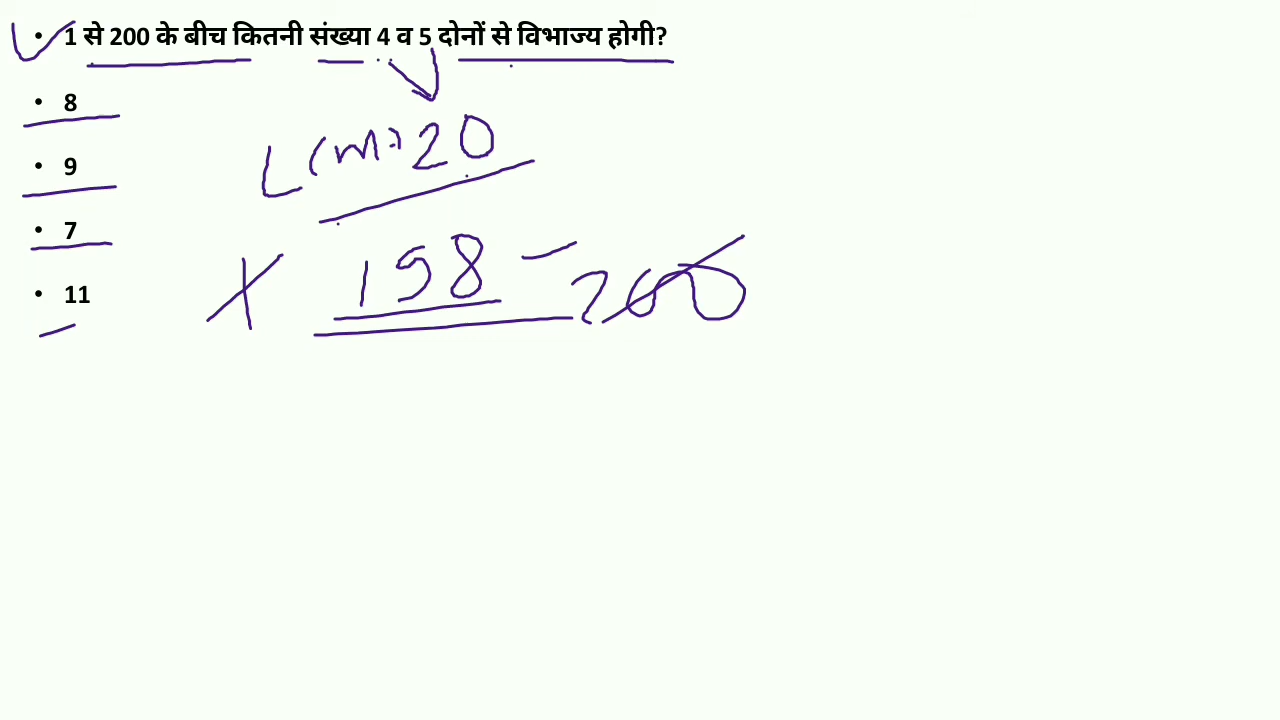 • 1 से 200 के बीच कितनी संख्या 4 व 5 दोनों से विभाज्य होगी?
• 8
• 9
• 7
• 11
LCM = 20
198 - 200